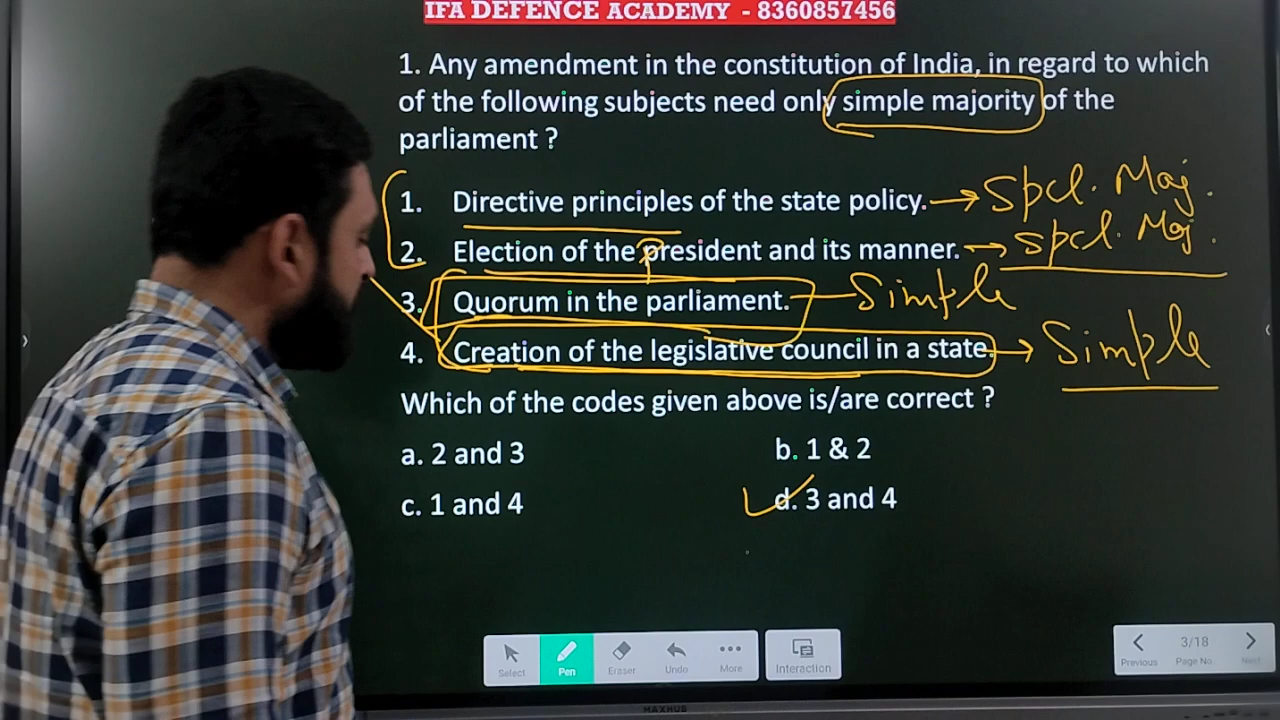 IFA DEFENCE ACADEMY - 8360857456
1. Any amendment in the constitution of India, in regard to which
of the following subjects need only simple majority of the
parliament ?
1. Directive principles of the state policy. → Spcl. Maj.
2. Election of the president and its manner. → Spcl. Maj.
3. Quorum in the parliament. — Simple
4. Creation of the legislative council in a state. → Simple
Which of the codes given above is/are correct ?
a. 2 and 3 b. 1 & 2
c. 1 and 4 d. 3 and 4
Select Pen Eraser Undo More Interaction
Previous 3/18 Page No. Next
MAXHUB